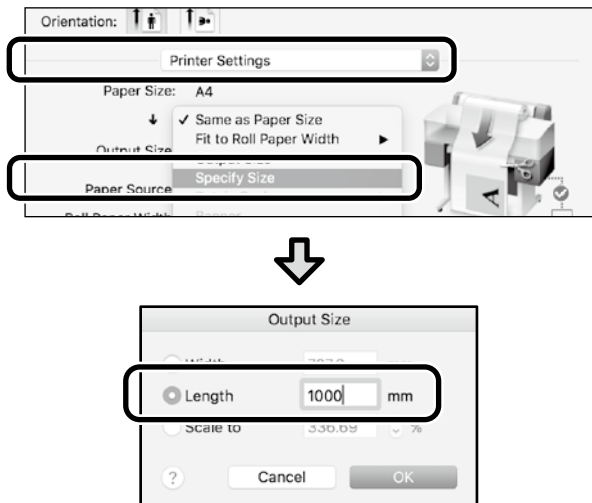 Orientation:
Printer Settings
Paper Size: A4
✓ Same as Paper Size
Fit to Roll Paper Width
Output Size
Specify Size
Paper Source
Output Size
Width
Length 1000 mm
Scale to 336.69 %
? Cancel OK